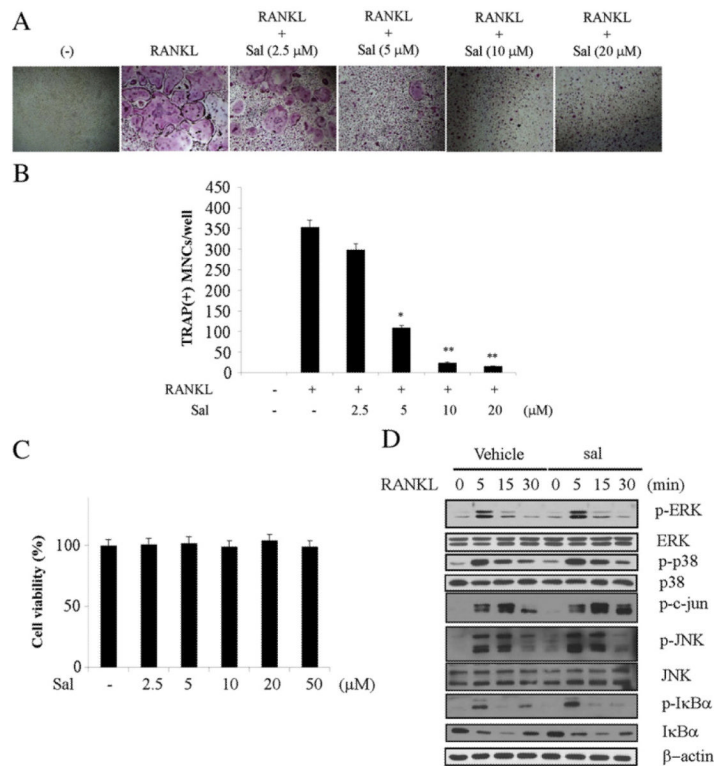 A
(-)
RANKL
RANKL
+
Sal (2.5 μM)
RANKL
+
Sal (5 μM)
RANKL
+
Sal (10 μM)
RANKL
+
Sal (20 μM)
B
TRAP(+) MNCs/well
450
400
350
300
250
200
150
100
50
0
*
**
**
RANKL - + + + + +
Sal - - 2.5 5 10 20 (μM)
C
Cell viability (%)
100
50
0
Sal - 2.5 5 10 20 50 (μM)
D
Vehicle sal
RANKL 0 5 15 30 0 5 15 30 (min)
p-ERK
ERK
p-p38
p38
p-c-jun
p-JNK
JNK
p-IκBα
IκBα
β-actin